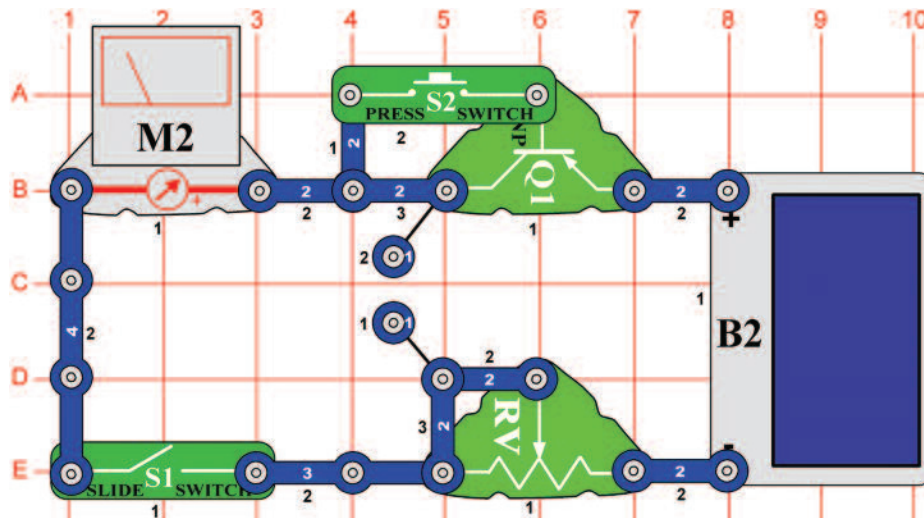 1 2 3 4 5 6 7 8 9 10
A
S2
PRESS SWITCH
1 2 2
M2
NP
Q1
B
2 2 2
+
1 2 3 1 2
+
2 1
C
1
B2
1 1
4 2
2
D
2
RV
3 2
-
E
S1
SLIDE SWITCH
3 2
1 2 1 2